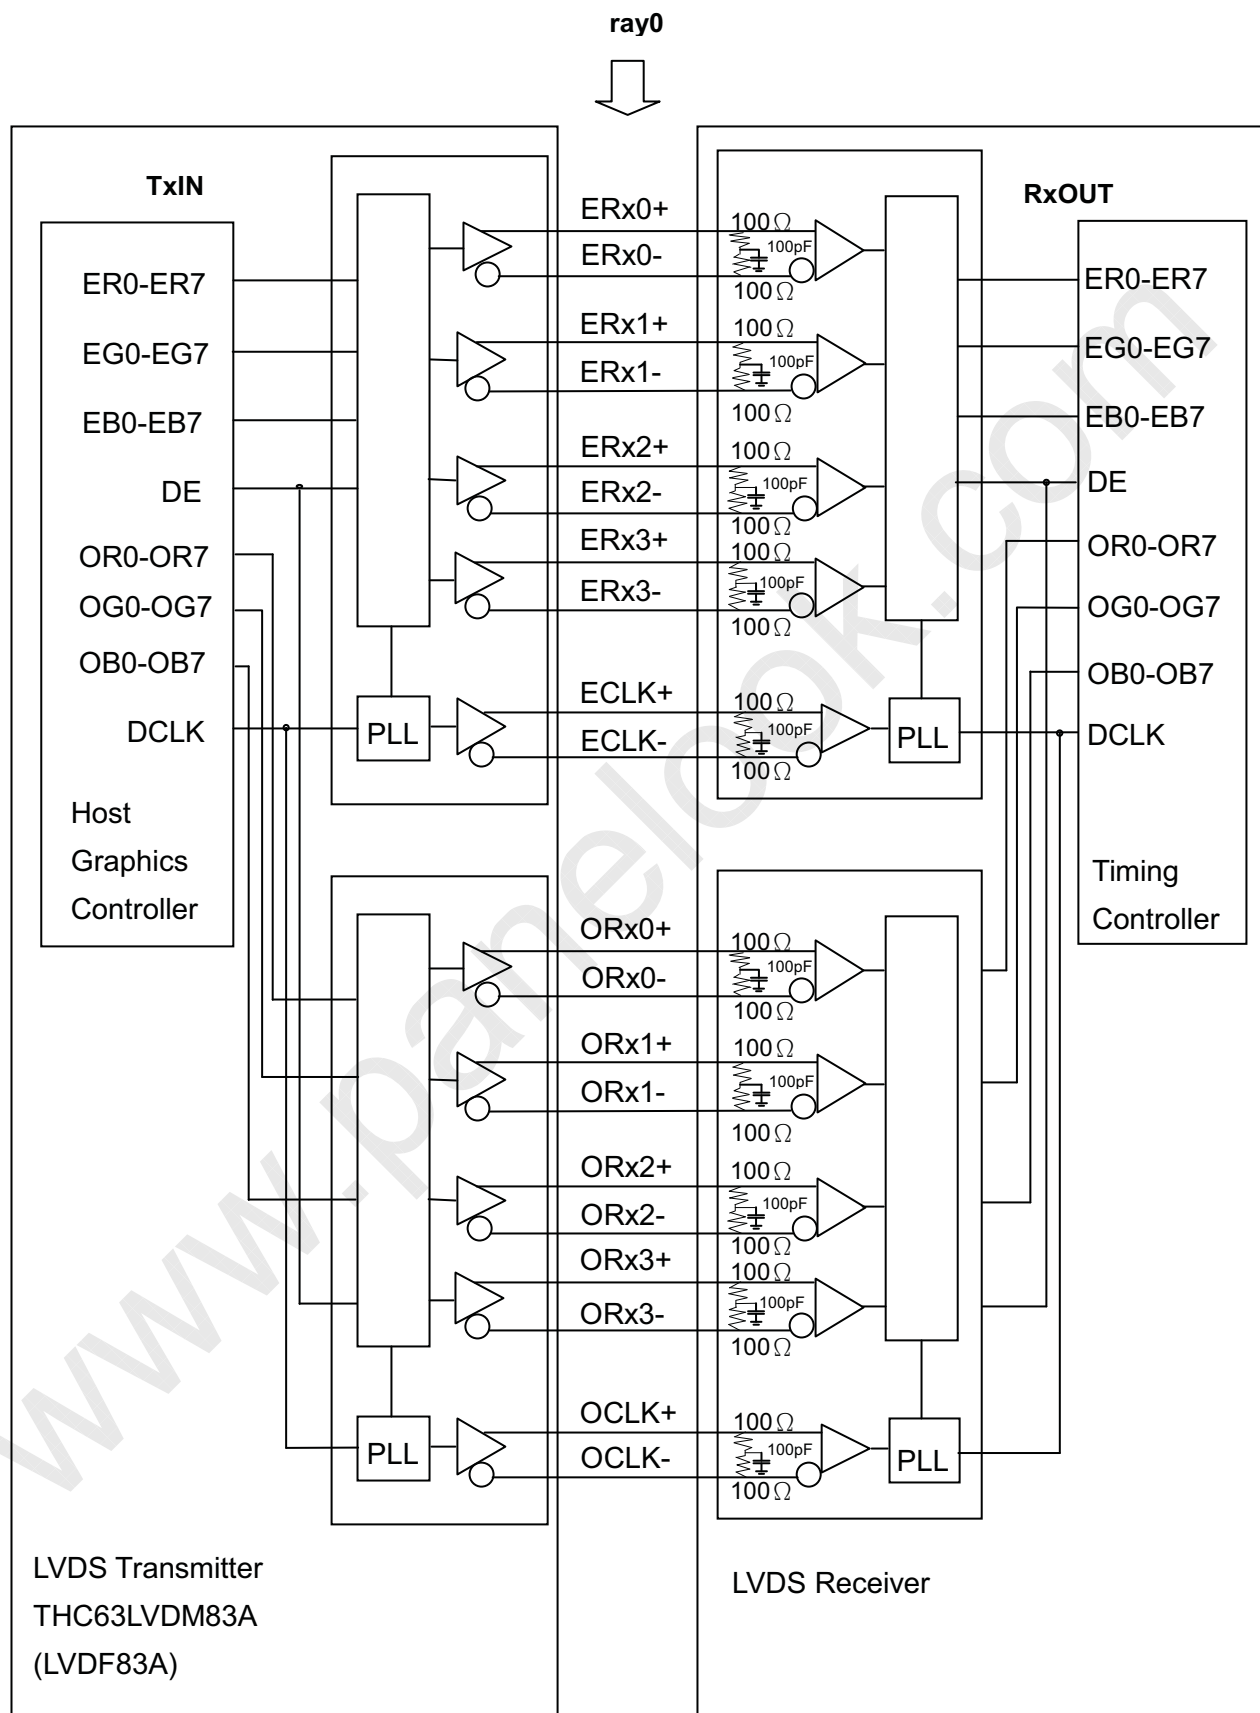 ray0
TxIN
RxOUT
ER0-ER7
EG0-EG7
EB0-EB7
DE
OR0-OR7
OG0-OG7
OB0-OB7
DCLK
Host
Graphics
Controller
PLL
ERx0+
ERx0-
ERx1+
ERx1-
ERx2+
ERx2-
ERx3+
ERx3-
ECLK+
ECLK-
100Ω
100pF
100Ω
100Ω
100pF
100Ω
100Ω
100pF
100Ω
100Ω
100pF
100Ω
100Ω
100pF
100Ω
PLL
ER0-ER7
EG0-EG7
EB0-EB7
DE
OR0-OR7
OG0-OG7
OB0-OB7
DCLK
Timing
Controller
PLL
ORx0+
ORx0-
ORx1+
ORx1-
ORx2+
ORx2-
ORx3+
ORx3-
OCLK+
OCLK-
100Ω
100pF
100Ω
100Ω
100pF
100Ω
100Ω
100pF
100Ω
100Ω
100pF
100Ω
100Ω
100pF
100Ω
PLL
LVDS Transmitter
THC63LVDM83A
(LVDF83A)
LVDS Receiver
www.panelook.com